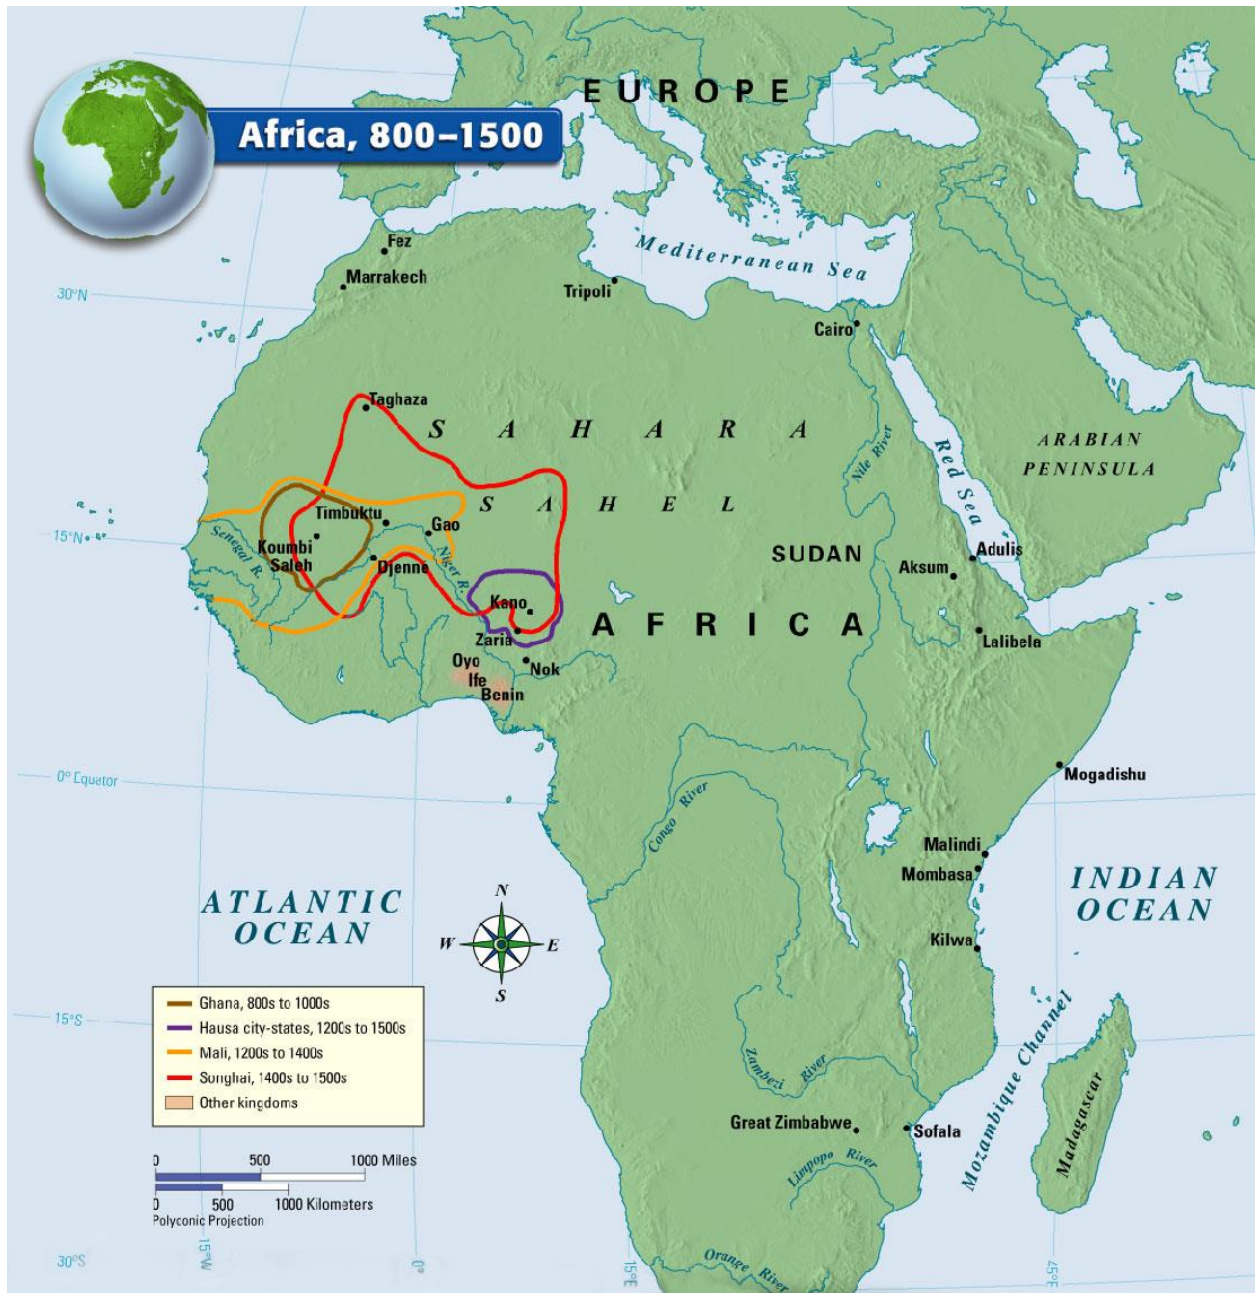 Africa, 800–1500
EUROPE
Mediterranean Sea
Fez
Marrakech
Tripoli
Cairo
30°N
Taghaza
SAHARA
ARABIAN
PENINSULA
Nile River
Red Sea
SAHEL
Timbuktu
Gao
15°N
Senegal R.
Koumbi
Saleh
Djenné
Niger R.
SUDAN
Adulis
Aksum
Kano
AFRICA
Zaria
Lalibela
Oyo
Nok
Ife
Benin
0° Equator
Mogadishu
Congo River
Malindi
Mombasa
ATLANTIC
OCEAN
INDIAN
OCEAN
N
W
E
S
Kilwa
Ghana, 800s to 1000s
Hausa city-states, 1200s to 1500s
Mali, 1200s to 1400s
Songhai, 1400s to 1500s
Other kingdoms
15°S
Zambezi River
Mozambique Channel
Madagascar
Great Zimbabwe
Sofala
Limpopo River
0 500 1000 Miles
0 500 1000 Kilometers
Polyconic Projection
30°S
15°W
0°
15°E
45°E
Orange River